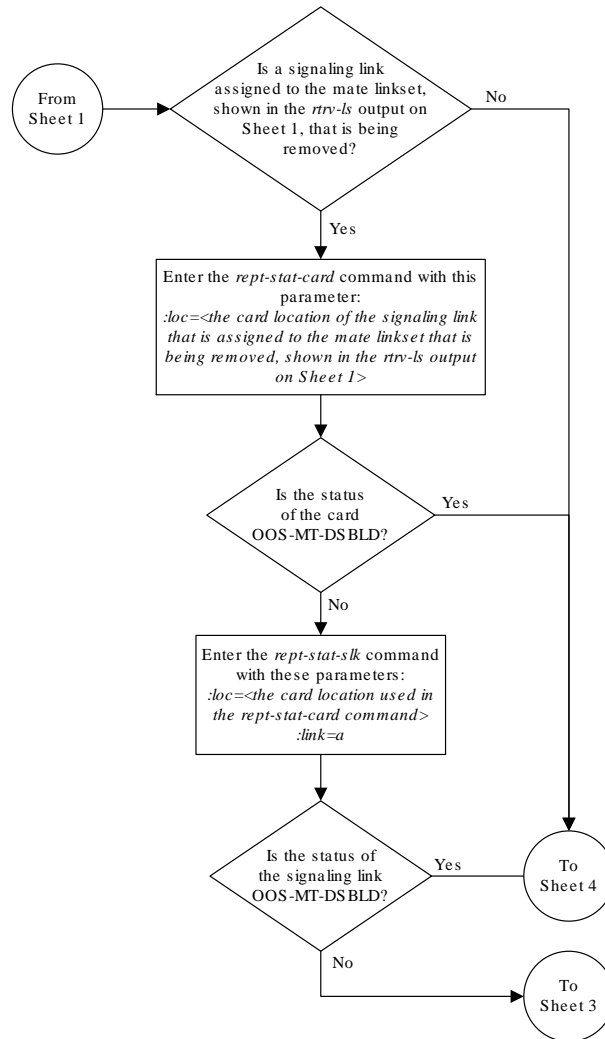 From
Sheet 1
Is a signaling link
assigned to the mate linkset,
shown in the rtrv-ls output on
Sheet 1, that is being
removed?
No
Yes
Enter the rept-stat-card command with this
parameter:
:loc=<the card location of the signaling link
that is assigned to the mate linkset that is
being removed, shown in the rtrv-ls output
on Sheet 1>
Is the status
of the card
OOS-MT-DSBLD?
Yes
No
Enter the rept-stat-slk command
with these parameters:
:loc=<the card location used in
the rept-stat-card command>
:link=a
Is the status of
the signaling link
OOS-MT-DSBLD?
Yes
To
Sheet 4
No
To
Sheet 3